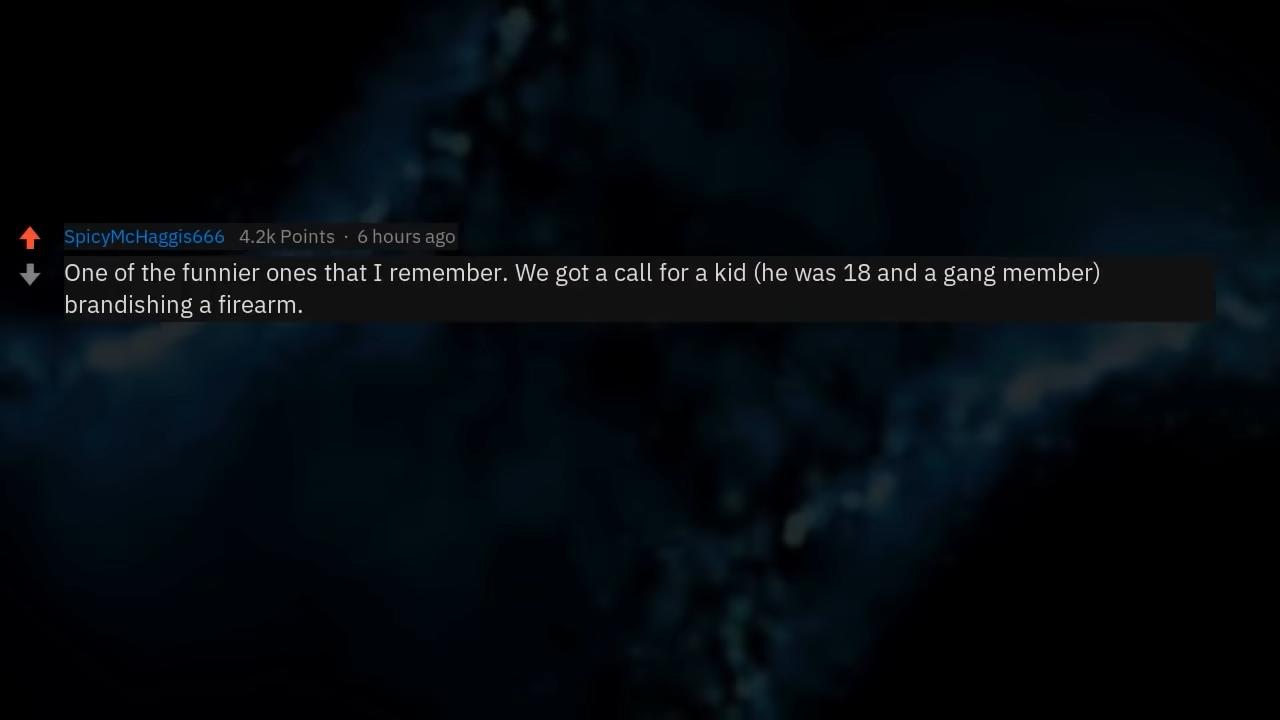 SpicyMcHaggis666 4.2k Points · 6 hours ago
One of the funnier ones that I remember. We got a call for a kid (he was 18 and a gang member)
brandishing a firearm.